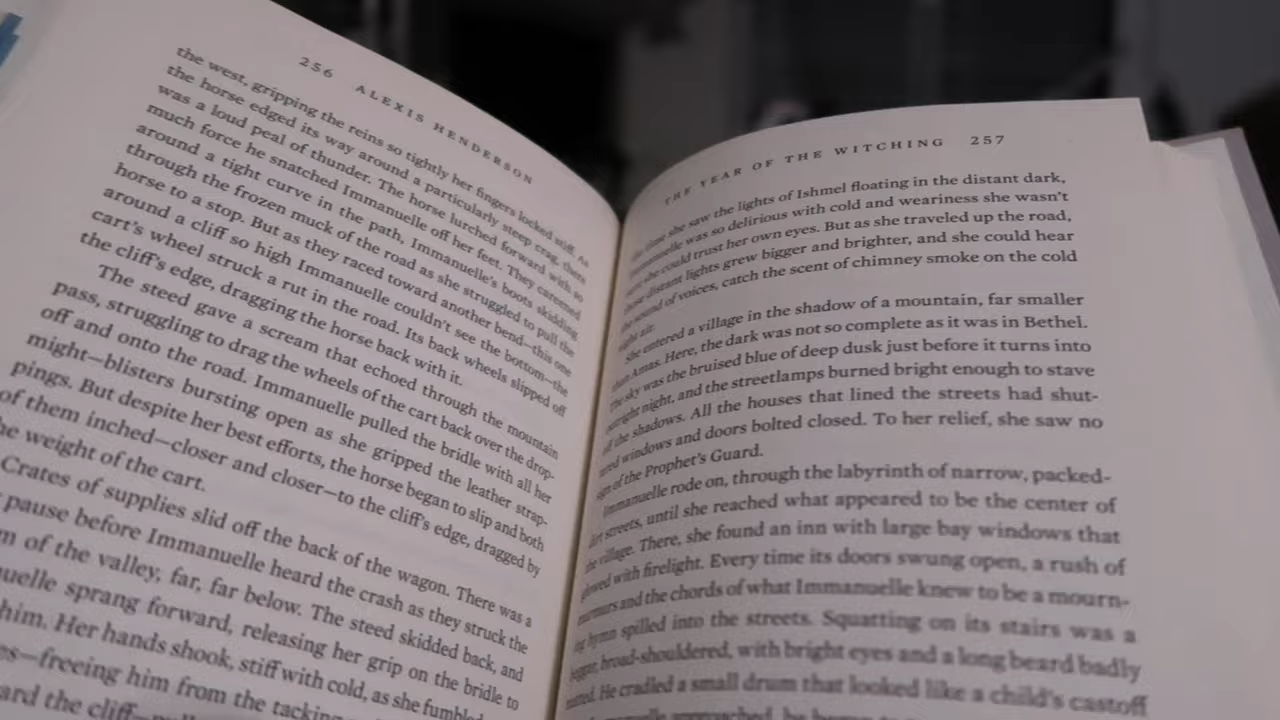 256 ALEXIS HENDERSON
the west, gripping the reins so tightly her fingers locked stiff. As
the horse edged its way around a particularly steep crag, there
was a loud peal of thunder. The horse lurched forward with so
much force he snatched Immanuelle off her feet. They careened
around a tight curve in the path, Immanuelle's boots skidding
through the frozen muck of the road as she struggled to pull the
horse to a stop. But as they raced toward another bend—this one
around a cliff so high Immanuelle couldn't see the bottom—the
cart's wheel struck a rut in the road. Its back wheels slipped off
the cliff's edge, dragging the horse back with it.
The steed gave a scream that echoed through the mountain
pass, struggling to drag the wheels of the cart back over the drop-
off and onto the road. Immanuelle pulled the bridle with all her
might—blisters bursting open as she gripped the leather strap-
pings. But despite her best efforts, the horse began to slip and both
of them inched—closer and closer—to the cliff's edge, dragged by
the weight of the cart.
Crates of supplies slid off the back of the wagon. There was a
pause before Immanuelle heard the crash as they struck the
of the valley, far, far below. The steed skidded back, and
sprang forward, releasing her grip on the bridle to
him. Her hands shook, stiff with cold, as she fumbled
freeing him from the tacking
the cliff
THE YEAR OF THE WITCHING 257
time she saw the lights of Ishmel floating in the distant dark,
was so delirious with cold and weariness she wasn't
she could trust her own eyes. But as she traveled up the road,
distant lights grew bigger and brighter, and she could hear
the sound of voices, catch the scent of chimney smoke on the cold
air.
She entered a village in the shadow of a mountain, far smaller
than Amas. Here, the dark was not so complete as it was in Bethel.
The sky was the bruised blue of deep dusk just before it turns into
night, and the streetlamps burned bright enough to stave
off the shadows. All the houses that lined the streets had shut-
tered windows and doors bolted closed. To her relief, she saw no
sign of the Prophet's Guard.
Immanuelle rode on, through the labyrinth of narrow, packed-
dirt streets, until she reached what appeared to be the center of
the village. There, she found an inn with large bay windows that
glowed with firelight. Every time its doors swung open, a rush of
murmurs and the chords of what Immanuelle knew to be a mourn-
ing hymn spilled into the streets. Squatting on its stairs was a
beggar, broad-shouldered, with bright eyes and a long beard badly
He cradled a small drum that looked like a child's castoff
approached, he began